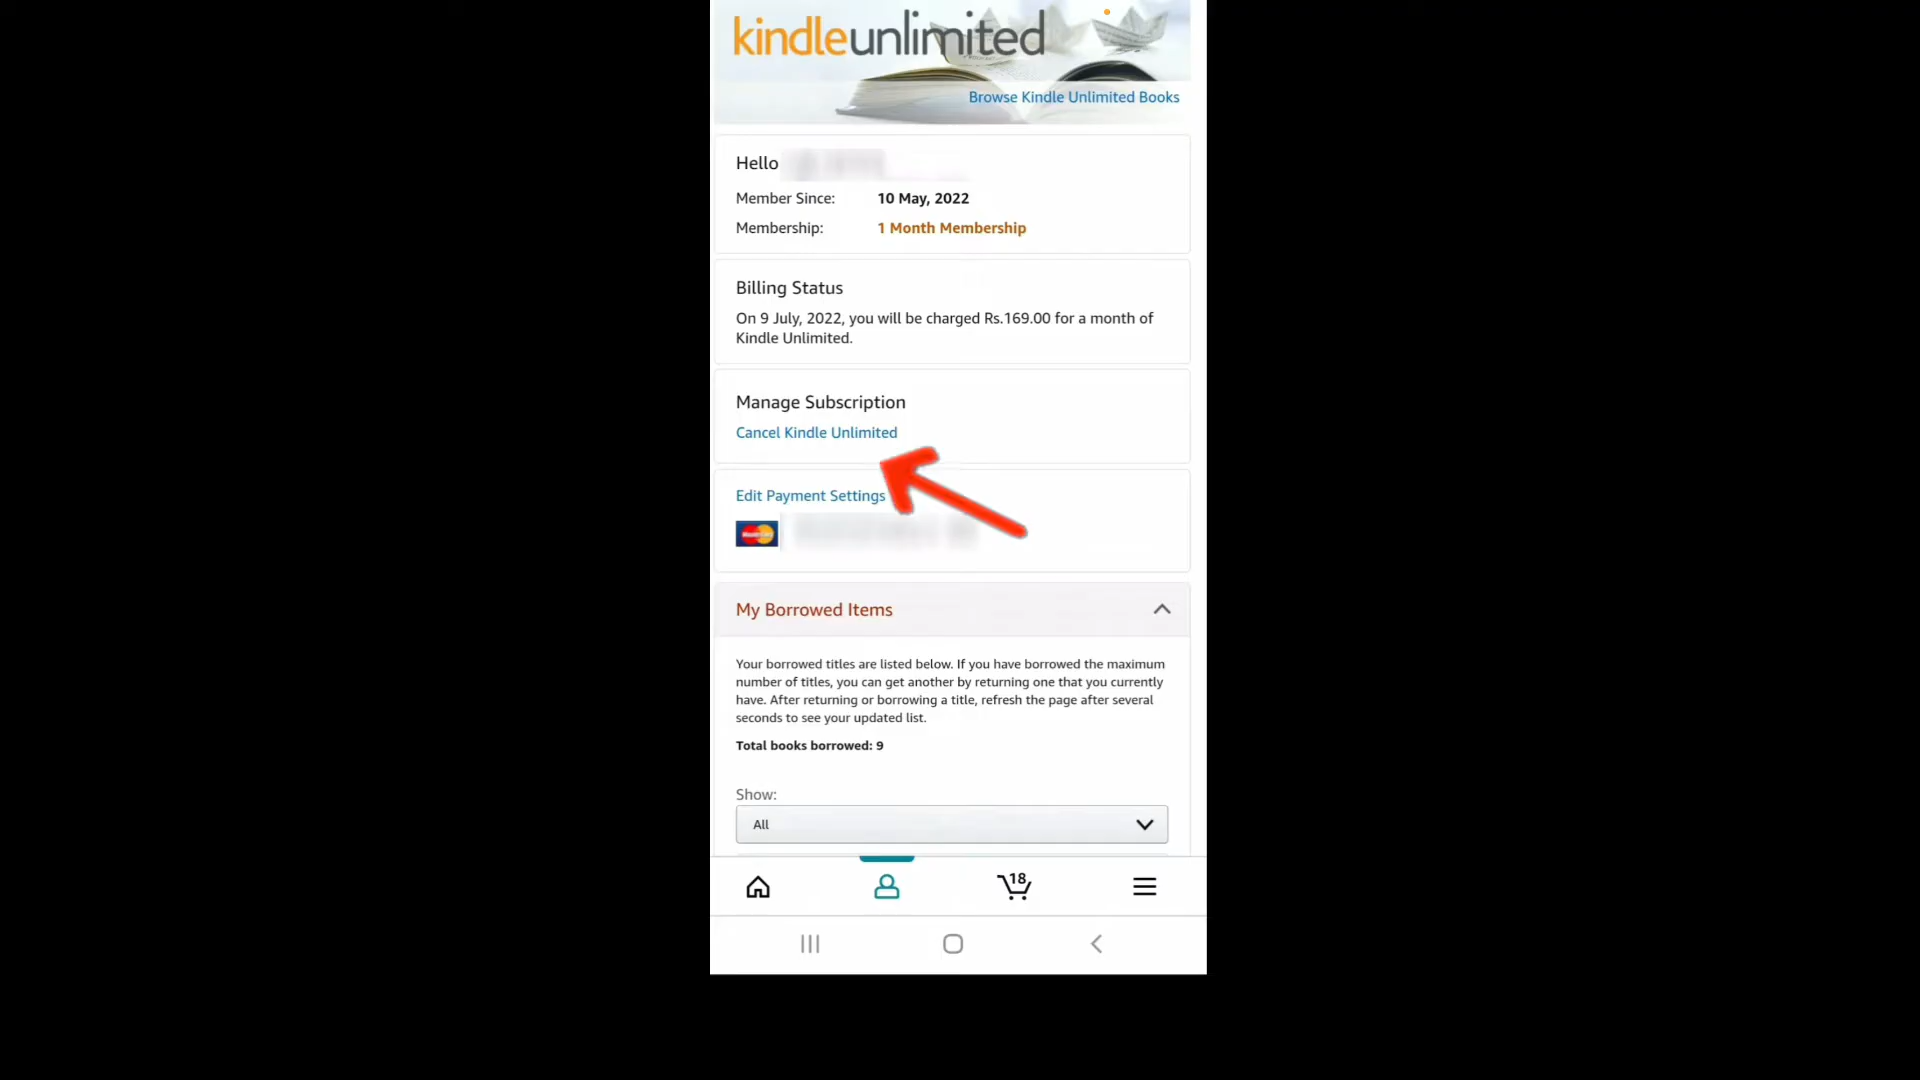 kindleunlimited
Browse Kindle Unlimited Books
Hello
Member Since: 10 May, 2022
Membership: 1 Month Membership
Billing Status
On 9 July, 2022, you will be charged Rs.169.00 for a month of
Kindle Unlimited.
Manage Subscription
Cancel Kindle Unlimited
Edit Payment Settings
My Borrowed Items
Your borrowed titles are listed below. If you have borrowed the maximum
number of titles, you can get another by returning one that you currently
have. After returning or borrowing a title, refresh the page after several
seconds to see your updated list.
Total books borrowed: 9
Show:
All
18